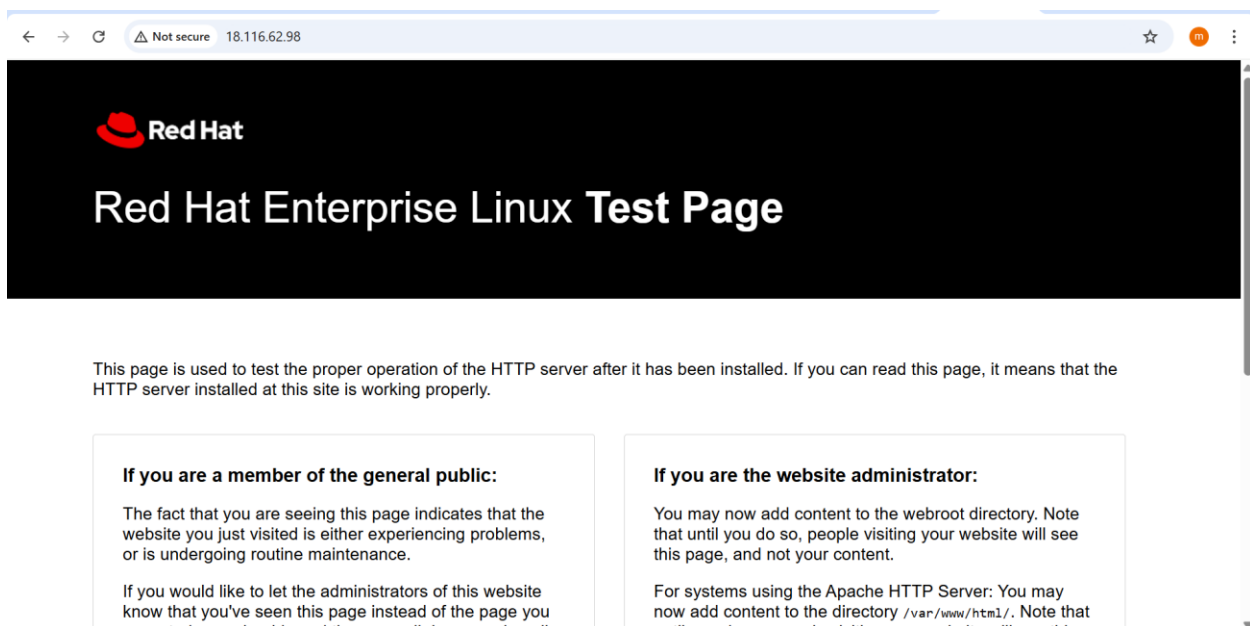 Not secure 18.116.62.98
m
Red Hat
Red Hat Enterprise Linux Test Page
This page is used to test the proper operation of the HTTP server after it has been installed. If you can read this page, it means that the
HTTP server installed at this site is working properly.
If you are a member of the general public:
The fact that you are seeing this page indicates that the
website you just visited is either experiencing problems,
or is undergoing routine maintenance.
If you would like to let the administrators of this website
know that you've seen this page instead of the page you
If you are the website administrator:
You may now add content to the webroot directory. Note
that until you do so, people visiting your website will see
this page, and not your content.
For systems using the Apache HTTP Server: You may
now add content to the directory /var/www/html/. Note that